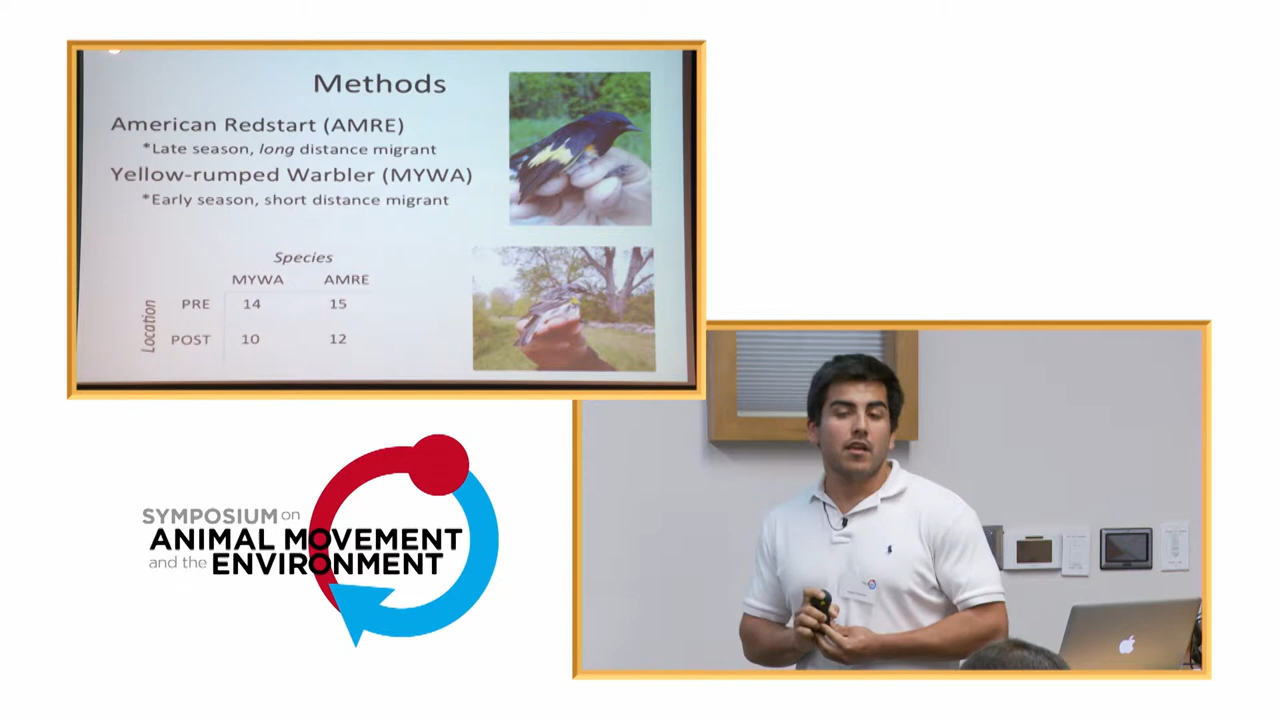 Methods
American Redstart (AMRE)
*Late season, long distance migrant
Yellow-rumped Warbler (MYWA)
*Early season, short distance migrant
Species
MYWA AMRE
Location
PRE 14 15
POST 10 12
SYMPOSIUM on
ANIMAL MOVEMENT
and the ENVIRONMENT